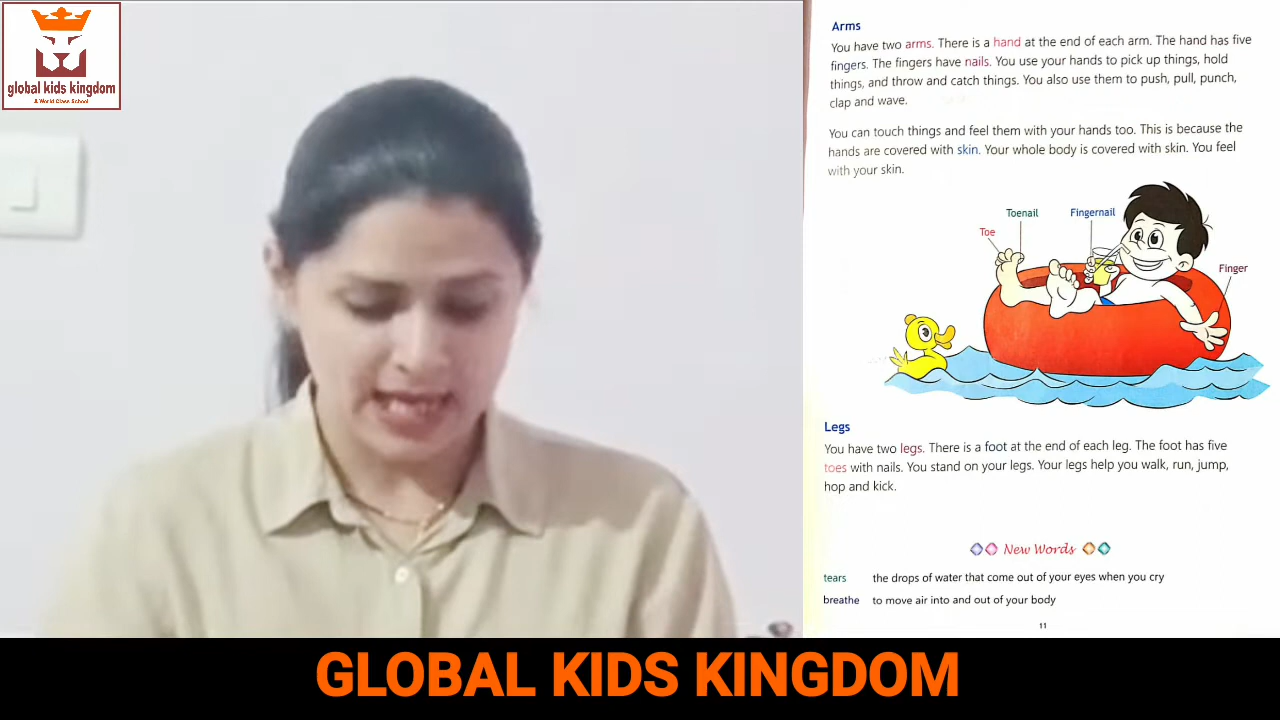 global kids kingdom
A World Class School
Arms
You have two arms. There is a hand at the end of each arm. The hand has five
fingers. The fingers have nails. You use your hands to pick up things, hold
things, and throw and catch things. You also use them to push, pull, punch,
clap and wave.
You can touch things and feel them with your hands too. This is because the
hands are covered with skin. Your whole body is covered with skin. You feel
with your skin.
Toenail
Fingernail
Toe
Finger
Legs
You have two legs. There is a foot at the end of each leg. The foot has five
toes with nails. You stand on your legs. Your legs help you walk, run, jump,
hop and kick.
New Words
tears the drops of water that come out of your eyes when you cry
breathe to move air into and out of your body
11
GLOBAL KIDS KINGDOM